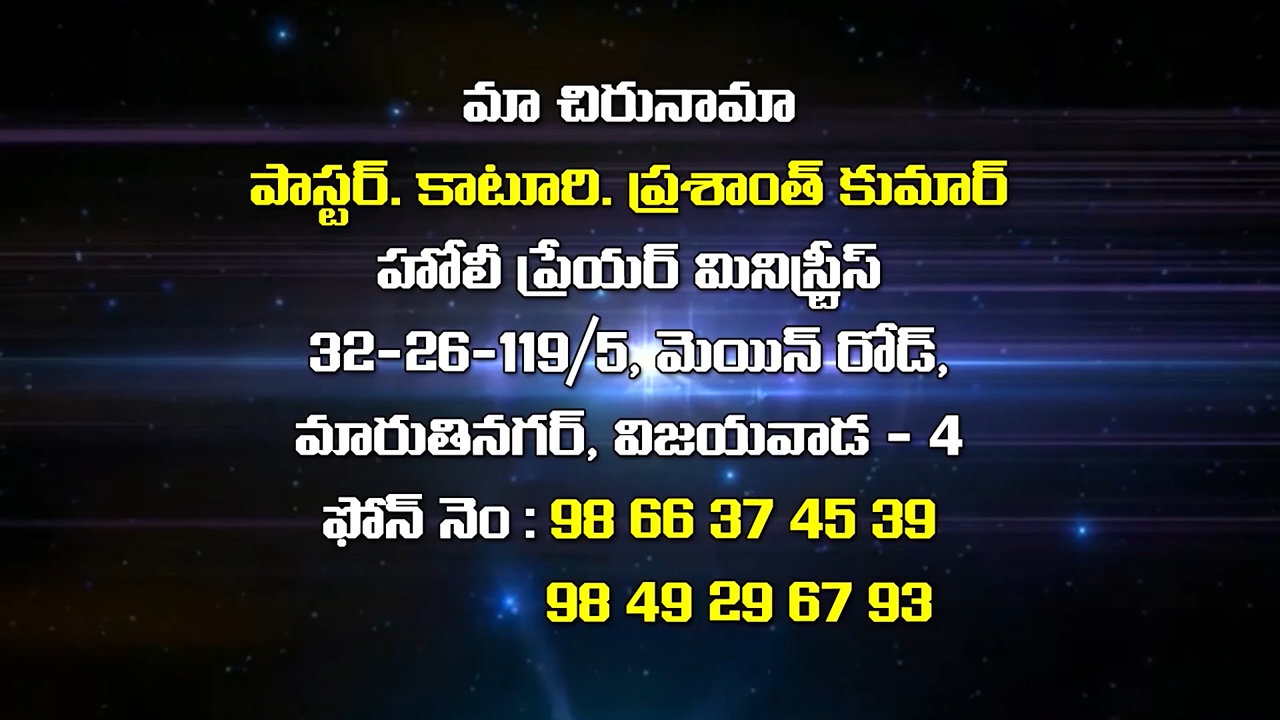 మా చిరునామా
పాస్టర్. కాటూరి. ప్రశాంత్ కుమార్
హోలీ ప్రేయర్ మినిస్ట్రీస్
32-26-119/5, మెయిన్ రోడ్,
మారుతినగర్, విజయవాడ - 4
ఫోన్ నెం : 98 66 37 45 39
98 49 29 67 93